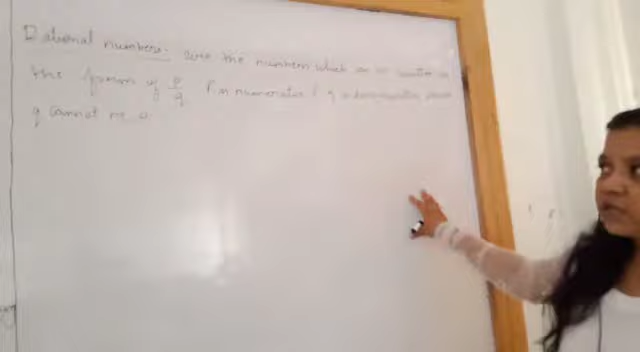 Rational numbers - are the numbers which are written in
the form of p/q P is numerator & q is denominator
q cannot be 0